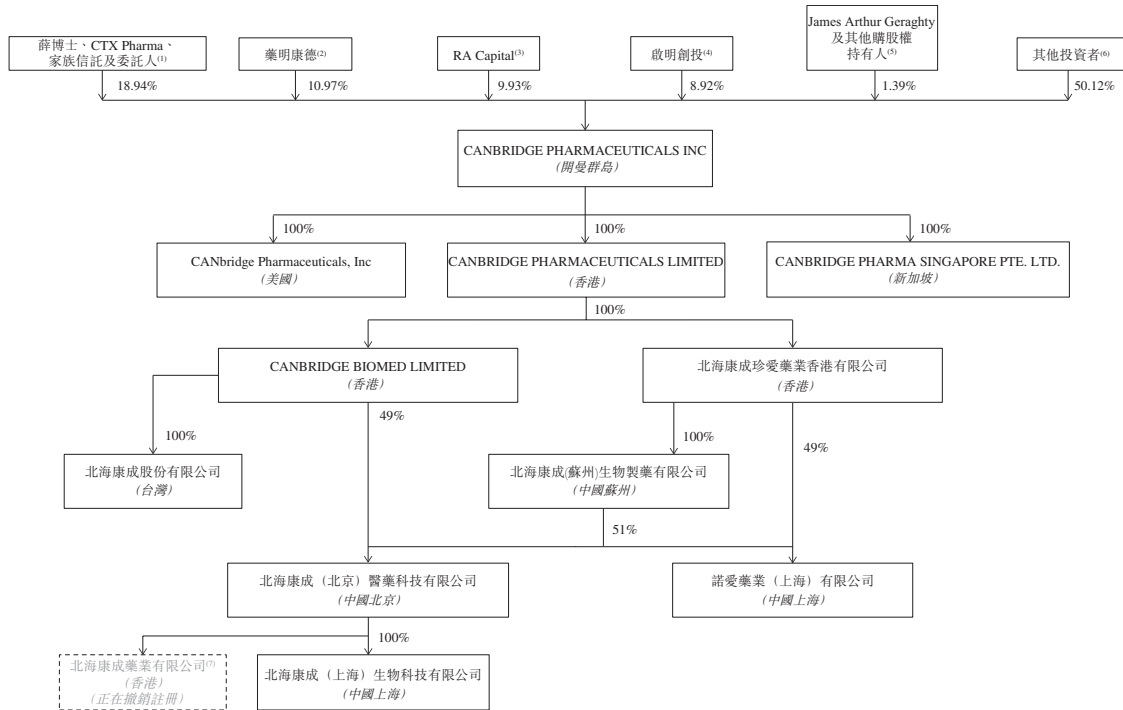 薛博士、CTX Pharma、
家族信託及委託人(1)
藥明康德(2)
RA Capital(3)
啟明創投(4)
James Arthur Geraghty
及其他購股權
持有人(5)
其他投資者(6)
18.94%
10.97%
9.93%
8.92%
1.39%
50.12%
CANBRIDGE PHARMACEUTICALS INC
(開曼群島)
100%
100%
100%
CANbridge Pharmaceuticals, Inc
(美國)
CANBRIDGE PHARMACEUTICALS LIMITED
(香港)
CANBRIDGE PHARMA SINGAPORE PTE. LTD.
(新加坡)
100%
CANBRIDGE BIOMED LIMITED
(香港)
北海康成珍愛藥業香港有限公司
(香港)
49%
100%
100%
49%
北海康成股份有限公司
(台灣)
北海康成(蘇州)生物製藥有限公司
(中國蘇州)
51%
北海康成（北京）醫藥科技有限公司
(中國北京)
諾愛藥業（上海）有限公司
(中國上海)
100%
北海康成藥業有限公司(7)
(香港)
(正在撤銷註冊)
北海康成（上海）生物科技有限公司
(中國上海)